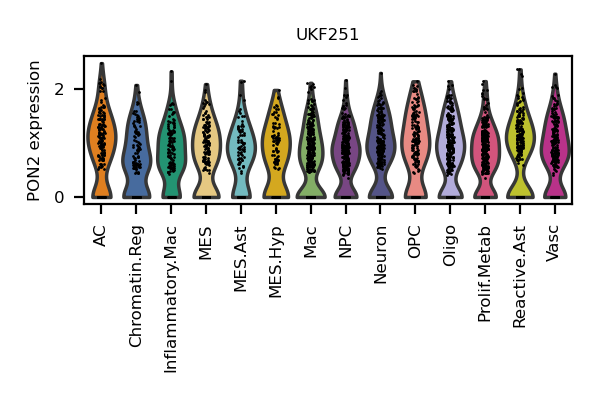 UKF251
PON2 expression
2
0
AC
Chromatin.Reg
Inflammatory.Mac
MES
MES.Ast
MES.Hyp
Mac
NPC
Neuron
OPC
Oligo
Prolif.Metab
Reactive.Ast
Vasc